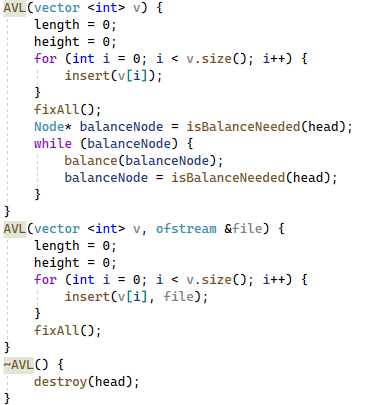 AVL(vector <int> v) {
    length = 0;
    height = 0;
    for (int i = 0; i < v.size(); i++) {
        insert(v[i]);
    }
    fixAll();
    Node* balanceNode = isBalanceNeeded(head);
    while (balanceNode) {
        balance(balanceNode);
        balanceNode = isBalanceNeeded(head);
    }
}
AVL(vector <int> v, ofstream &file) {
    length = 0;
    height = 0;
    for (int i = 0; i < v.size(); i++) {
        insert(v[i], file);
    }
    fixAll();
}
~AVL() {
    destroy(head);
}